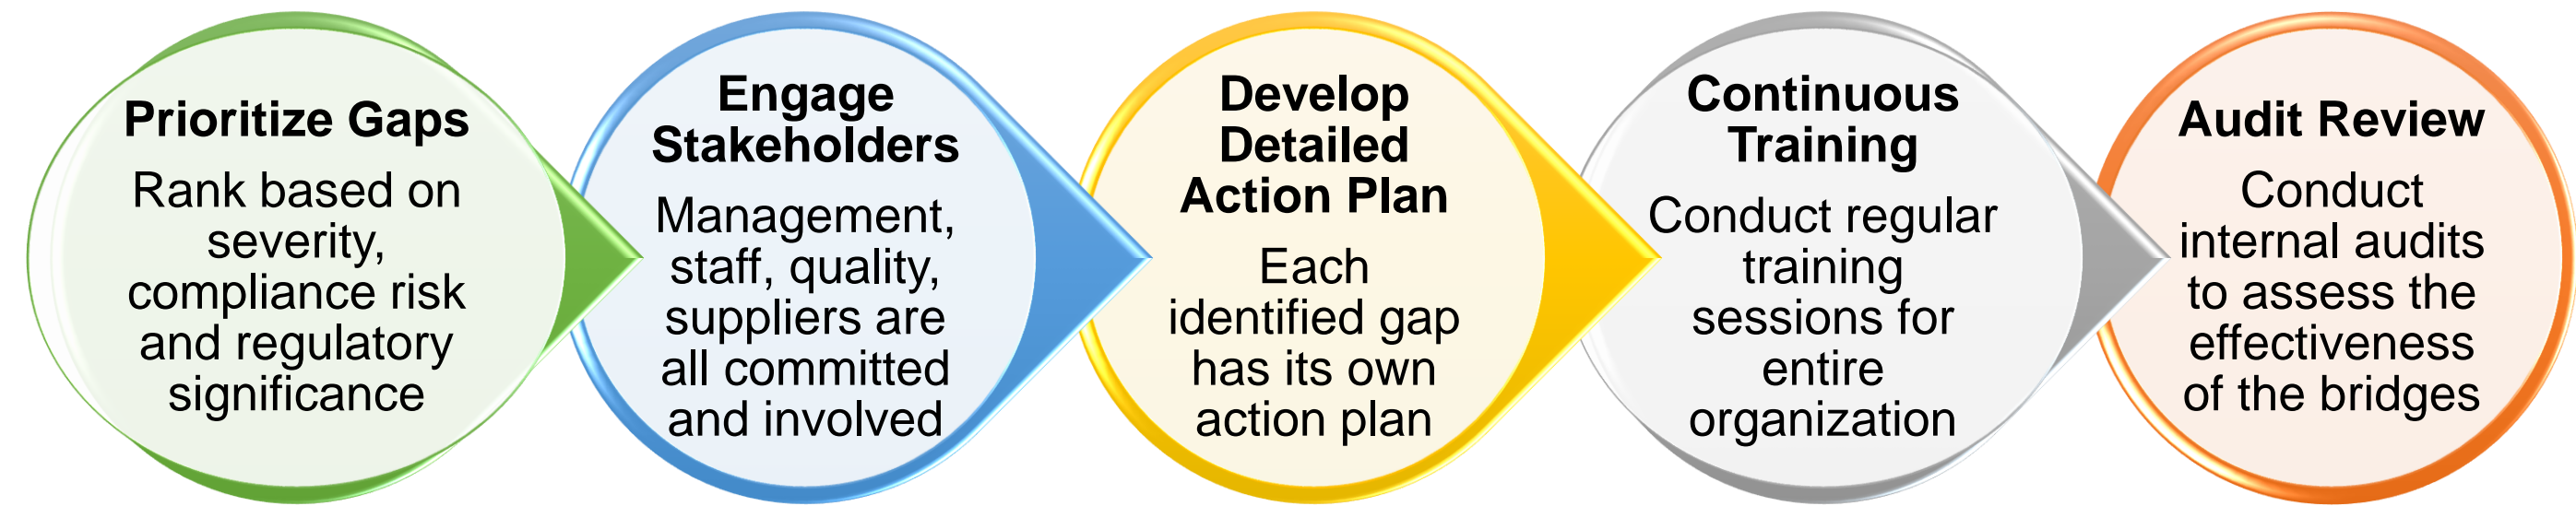 Prioritize Gaps
Rank based on
severity,
compliance risk
and regulatory
significance
Engage
Stakeholders
Management,
staff, quality,
suppliers are
all committed
and involved
Develop
Detailed
Action Plan
Each
identified gap
has its own
action plan
Continuous
Training
Conduct regular
training
sessions for
entire
organization
Audit Review
Conduct
internal audits
to assess the
effectiveness
of the bridges